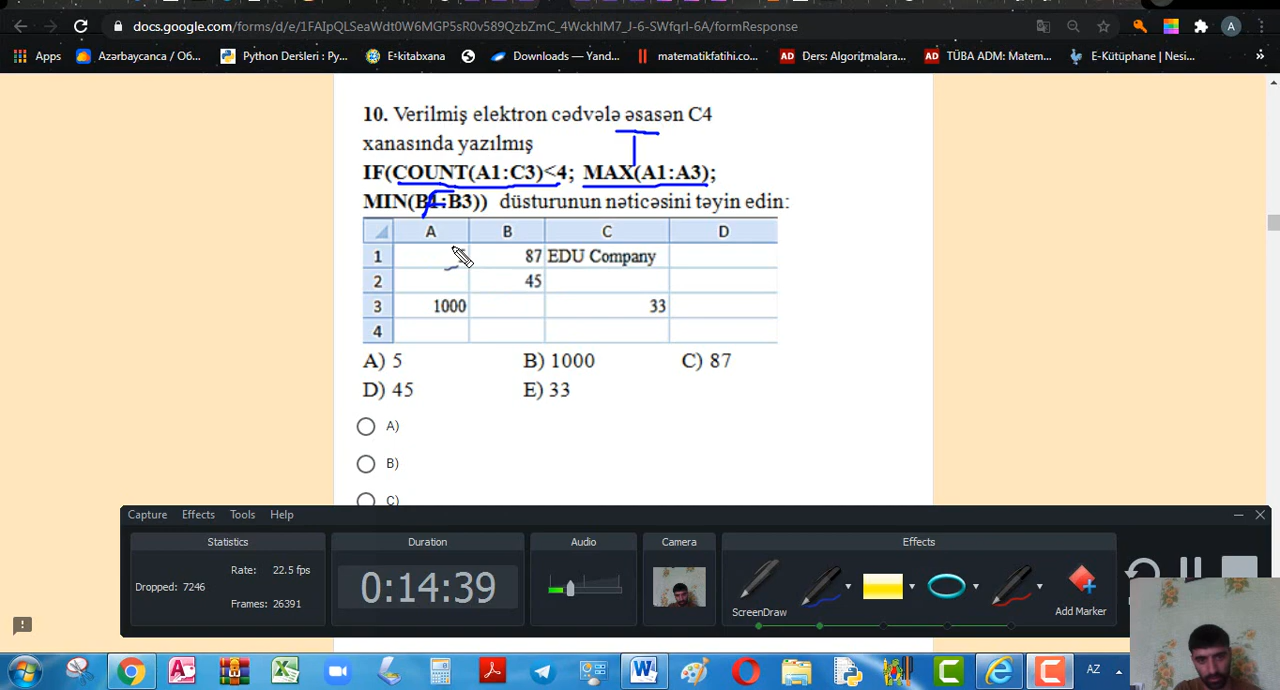 docs.google.com/forms/d/e/1FAIpQLSeaWdt0W6MGP5sR0v589QzbZmC_4WckhlM7_J-6-SWfqrl-6A/formResponse
A
Apps
Azərbaycanca / Об...
Python Dersleri | Py...
E-kitabxana
Downloads — Yand...
matematikfatihi.co...
AD
Ders: Algoritmalara...
AD
TÜBA ADM: Matem...
E-Kütüphane | Nesi...
»
10. Verilmiş elektron cədvələ əsasən C4
xanasında yazılmış
IF(COUNT(A1:C3)<4; MAX(A1:A3);
MIN(B1:B3)) düsturunun nəticəsini təyin edin:
A B C D
1 87 EDU Company
2 45
3 1000 33
4
A) 5 B) 1000 C) 87
D) 45 E) 33
A)
B)
C)
Capture Effects Tools Help
Statistics Duration Audio Camera Effects
Rate: 22.5 fps
Dropped: 7246
Frames: 26391
0:14:39
ScreenDraw
Add Marker
AZ